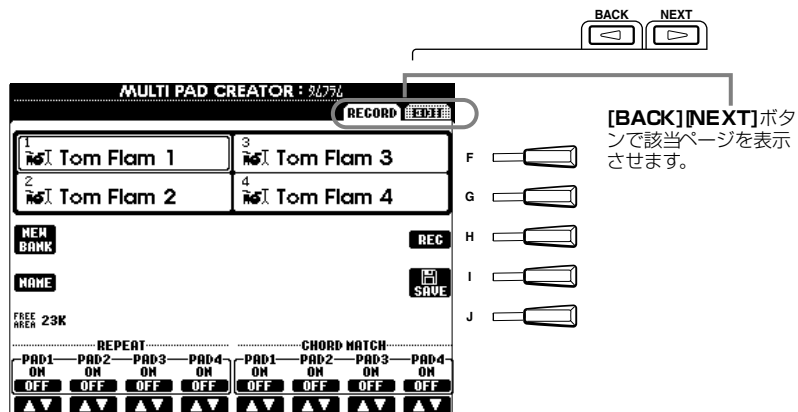 BACK NEXT
MULTI PAD CREATOR : タムフラム
RECORD EDIT
[BACK][NEXT]ボタ
ンで該当ページを表示
させます。
1 Tom Flam 1
3 Tom Flam 3
2 Tom Flam 2
4 Tom Flam 4
F
G
NEW
BANK
REC
H
NAME
SAVE
I
FREE
AREA 23K
J
REPEAT CHORD MATCH
PAD1 PAD2 PAD3 PAD4 PAD1 PAD2 PAD3 PAD4
ON ON ON ON ON ON ON ON
OFF OFF OFF OFF OFF OFF OFF OFF